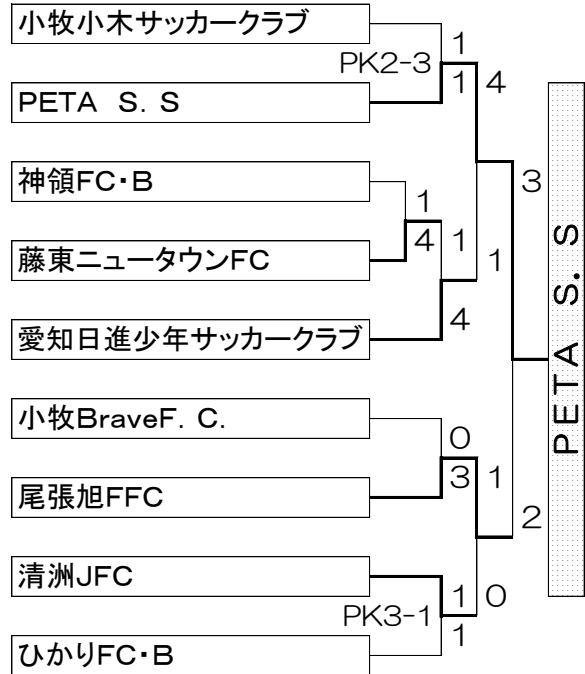 小牧小木サッカークラブ
1
PK2-3
1
4
PETA S. S
3
神領FC・B
1
4
1
1
藤東ニュータウンFC
4
愛知日進少年サッカークラブ
PETA S. S
小牧BraveF. C.
0
3
1
尾張旭FFC
2
清洲JFC
1
0
PK3-1
1
ひかりFC・B